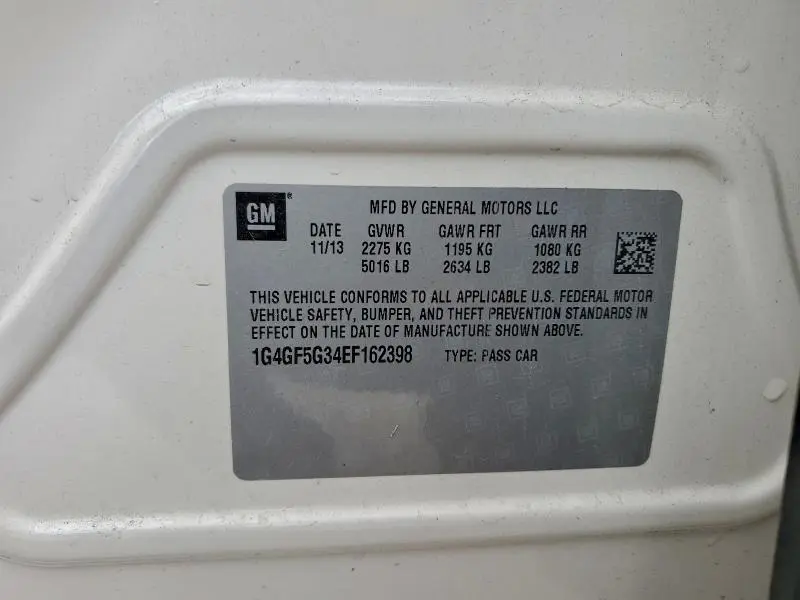 GM® MFD BY GENERAL MOTORS LLC
DATE GVWR GAWR FRT GAWR RR
11/13 2275 KG 1195 KG 1080 KG
5016 LB 2634 LB 2382 LB
THIS VEHICLE CONFORMS TO ALL APPLICABLE U.S. FEDERAL MOTOR
VEHICLE SAFETY, BUMPER, AND THEFT PREVENTION STANDARDS IN
EFFECT ON THE DATE OF MANUFACTURE SHOWN ABOVE.
1G4GF5G34EF162398 TYPE: PASS CAR